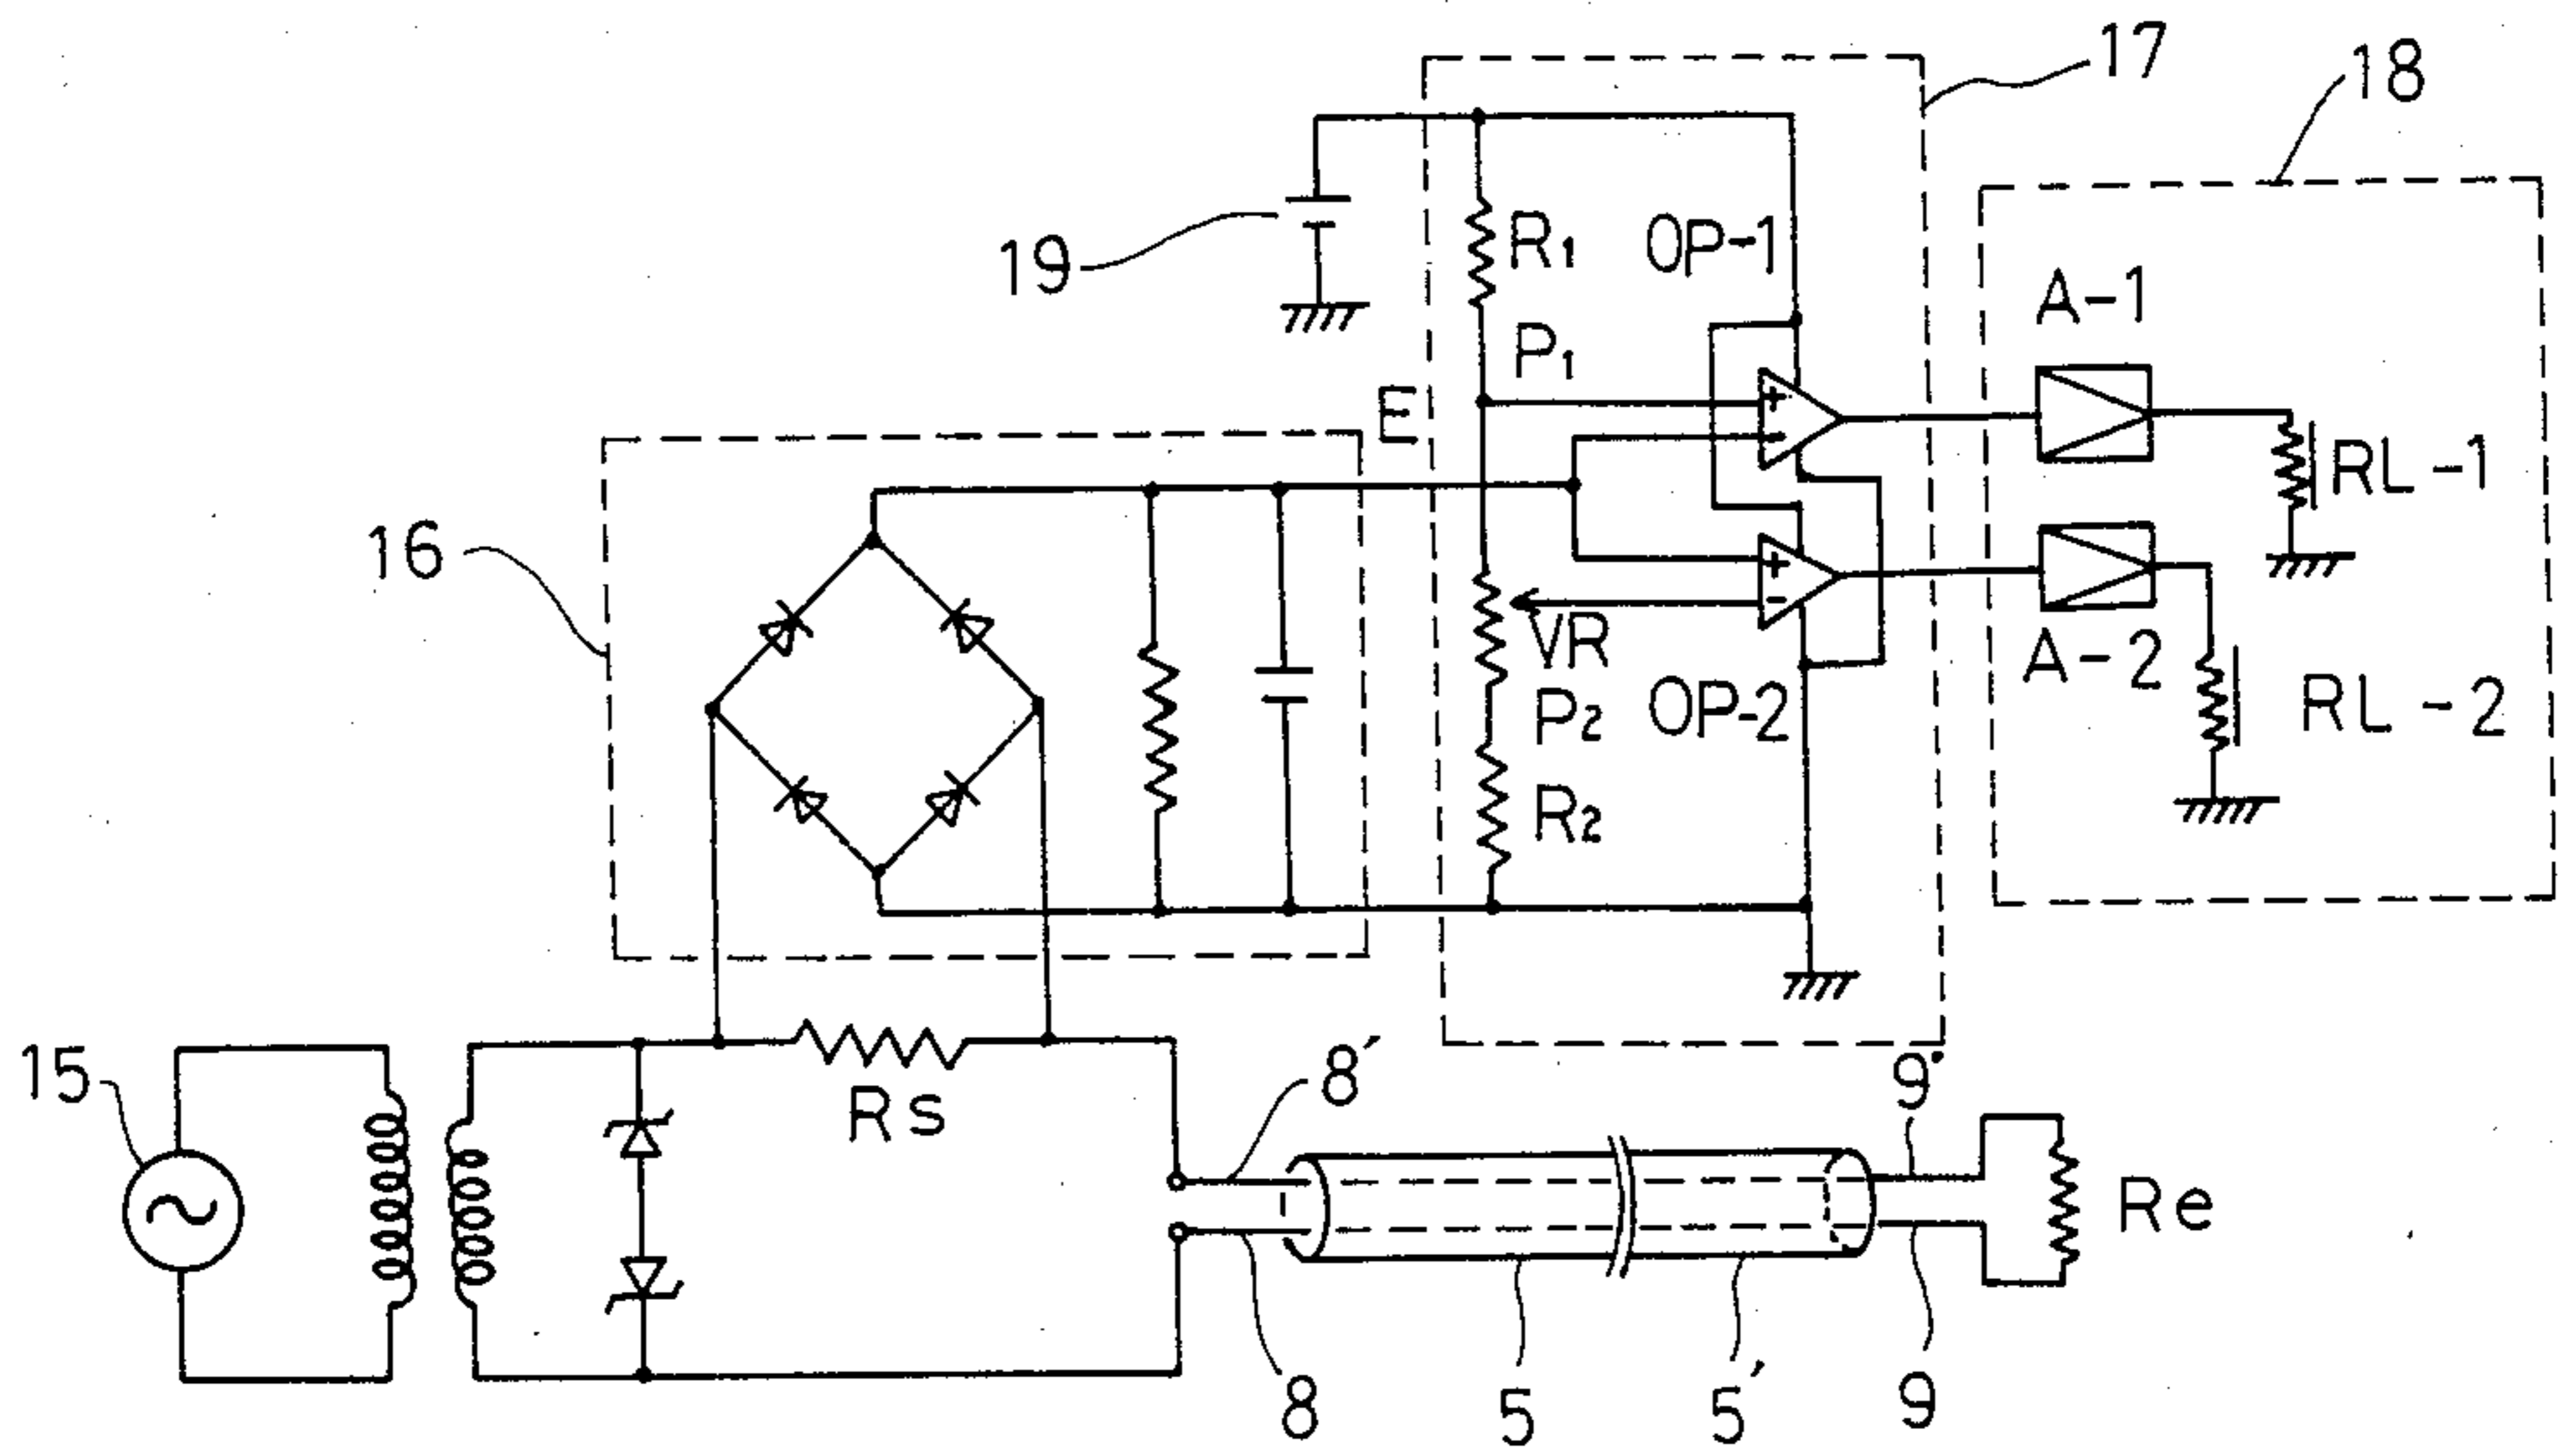 17
18
19
R1
OP-1
A-1
P1
E
+
-
RL-1
16
+
-
VR
A-2
P2
OP-2
RL-2
R2
15
Rs
8′
9′
Re
8
5
5′
9